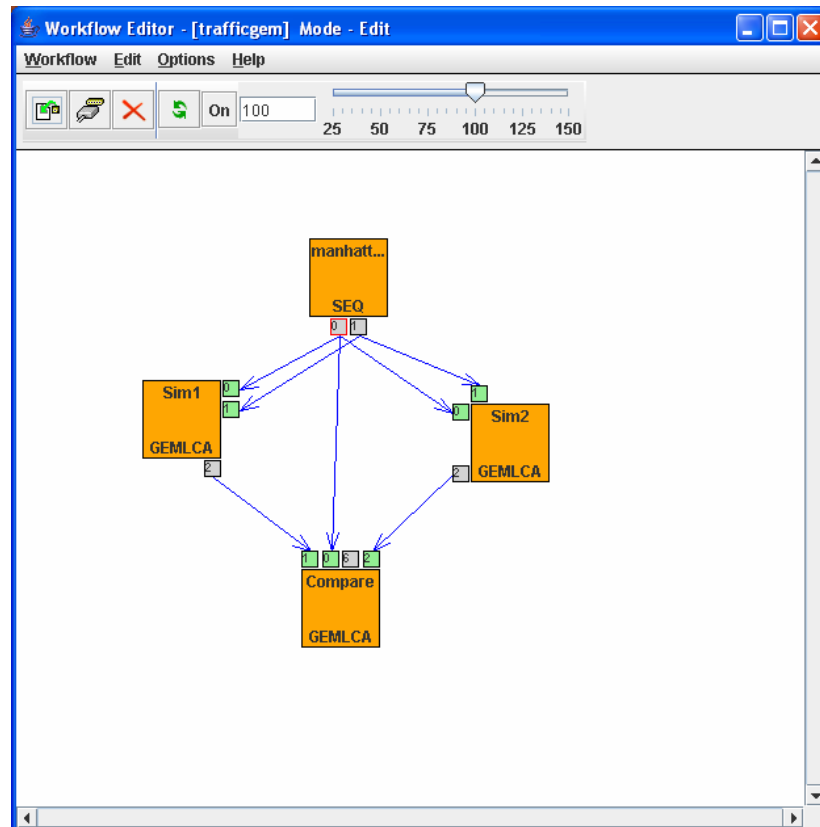 Workflow Editor - [trafficgem] Mode - Edit
Workflow Edit Options Help
On 100
25 50 75 100 125 150
manhatt...
SEQ
0 1
Sim1
0
1
GEMLCA
2
1
0
Sim2
2
GEMLCA
1 0 6 2
Compare
GEMLCA